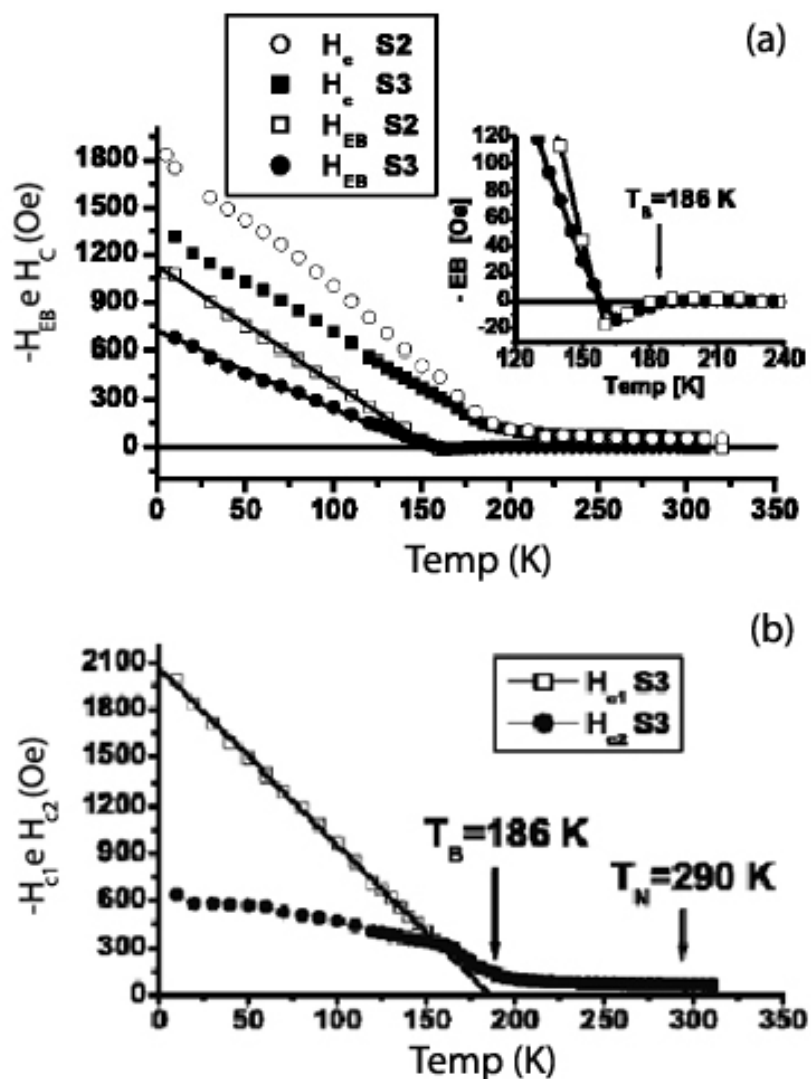 (a)
H_c S2
H_c S3
H_EB S2
H_EB S3
-H_EB e H_C (Oe)
1800
1500
1200
900
600
300
0
0 50 100 150 200 250 300 350
Temp (K)
- EB [Oe]
120
100
80
60
40
20
0
-20
T_B=186 K
120 150 180 210 240
Temp [K]
(b)
H_c1 S3
H_c2 S3
-H_c1 e H_c2 (Oe)
2100
1800
1500
1200
900
600
300
0
T_B=186 K
T_N=290 K
0 50 100 150 200 250 300 350
Temp (K)